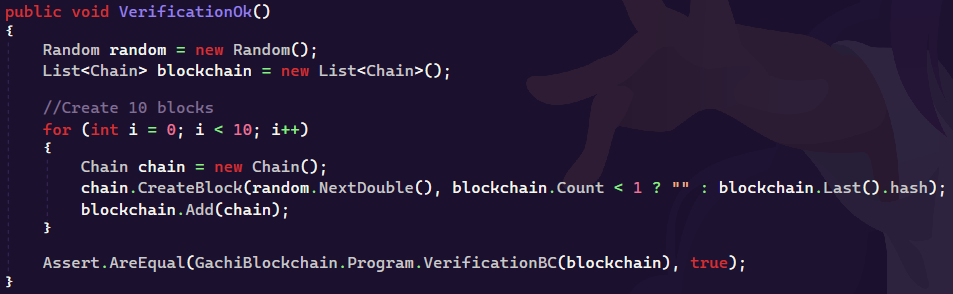 public void VerificationOk()
{
    Random random = new Random();
    List<Chain> blockchain = new List<Chain>();

    //Create 10 blocks
    for (int i = 0; i < 10; i++)
    {
        Chain chain = new Chain();
        chain.CreateBlock(random.NextDouble(), blockchain.Count < 1 ? "" : blockchain.Last().hash);
        blockchain.Add(chain);
    }

    Assert.AreEqual(GachiBlockchain.Program.VerificationBC(blockchain), true);
}